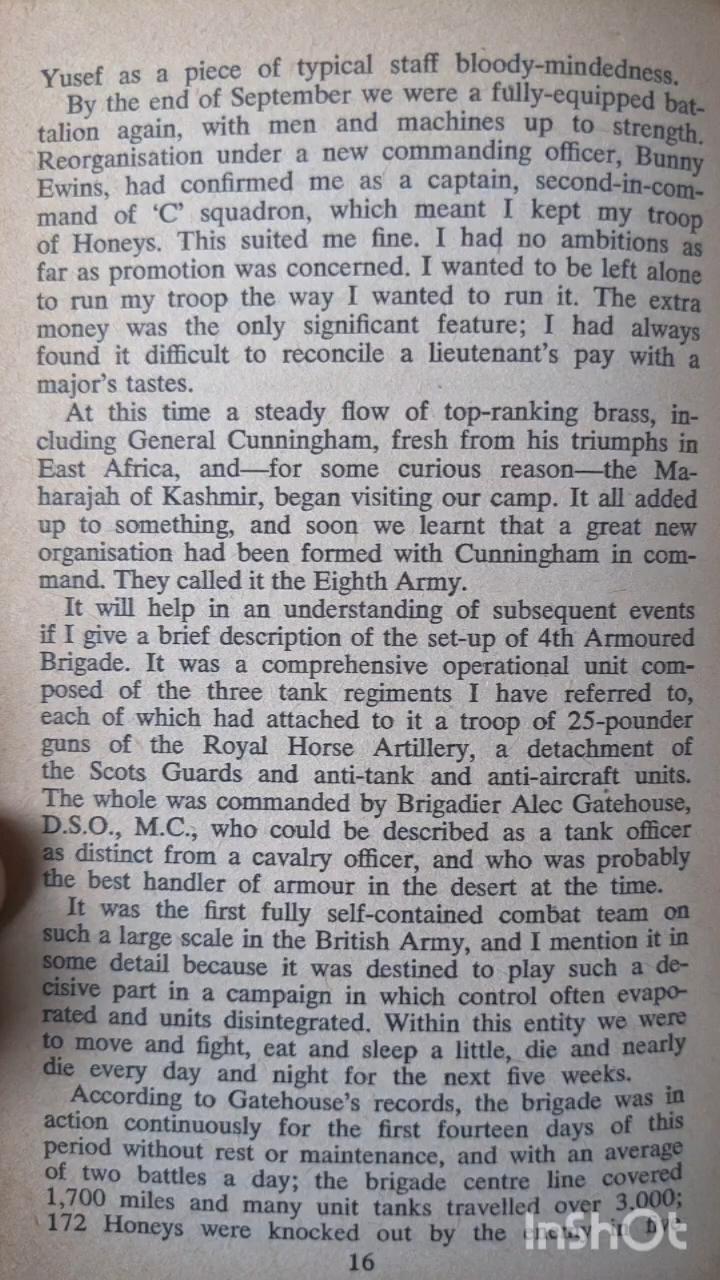 Yusef as a piece of typical staff bloody-mindedness.
By the end of September we were a fully-equipped bat-
talion again, with men and machines up to strength.
Reorganisation under a new commanding officer, Bunny
Ewins, had confirmed me as a captain, second-in-com-
mand of ‘C’ squadron, which meant I kept my troop
of Honeys. This suited me fine. I had no ambitions as
far as promotion was concerned. I wanted to be left alone
to run my troop the way I wanted to run it. The extra
money was the only significant feature; I had always
found it difficult to reconcile a lieutenant’s pay with a
major’s tastes.
At this time a steady flow of top-ranking brass, in-
cluding General Cunningham, fresh from his triumphs in
East Africa, and—for some curious reason—the Ma-
harajah of Kashmir, began visiting our camp. It all added
up to something, and soon we learnt that a great new
organisation had been formed with Cunningham in com-
mand. They called it the Eighth Army.
It will help in an understanding of subsequent events
if I give a brief description of the set-up of 4th Armoured
Brigade. It was a comprehensive operational unit com-
posed of the three tank regiments I have referred to,
each of which had attached to it a troop of 25-pounder
guns of the Royal Horse Artillery, a detachment of
the Scots Guards and anti-tank and anti-aircraft units.
The whole was commanded by Brigadier Alec Gatehouse,
D.S.O., M.C., who could be described as a tank officer
as distinct from a cavalry officer, and who was probably
the best handler of armour in the desert at the time.
It was the first fully self-contained combat team on
such a large scale in the British Army, and I mention it in
some detail because it was destined to play such a de-
cisive part in a campaign in which control often evapo-
rated and units disintegrated. Within this entity we were
to move and fight, eat and sleep a little, die and nearly
die every day and night for the next five weeks.
According to Gatehouse’s records, the brigade was in
action continuously for the first fourteen days of this
period without rest or maintenance, and with an average
of two battles a day; the brigade centre line covered
1,700 miles and many unit tanks travelled over 3,000;
172 Honeys were knocked out by the enemy in five
16
InShOt